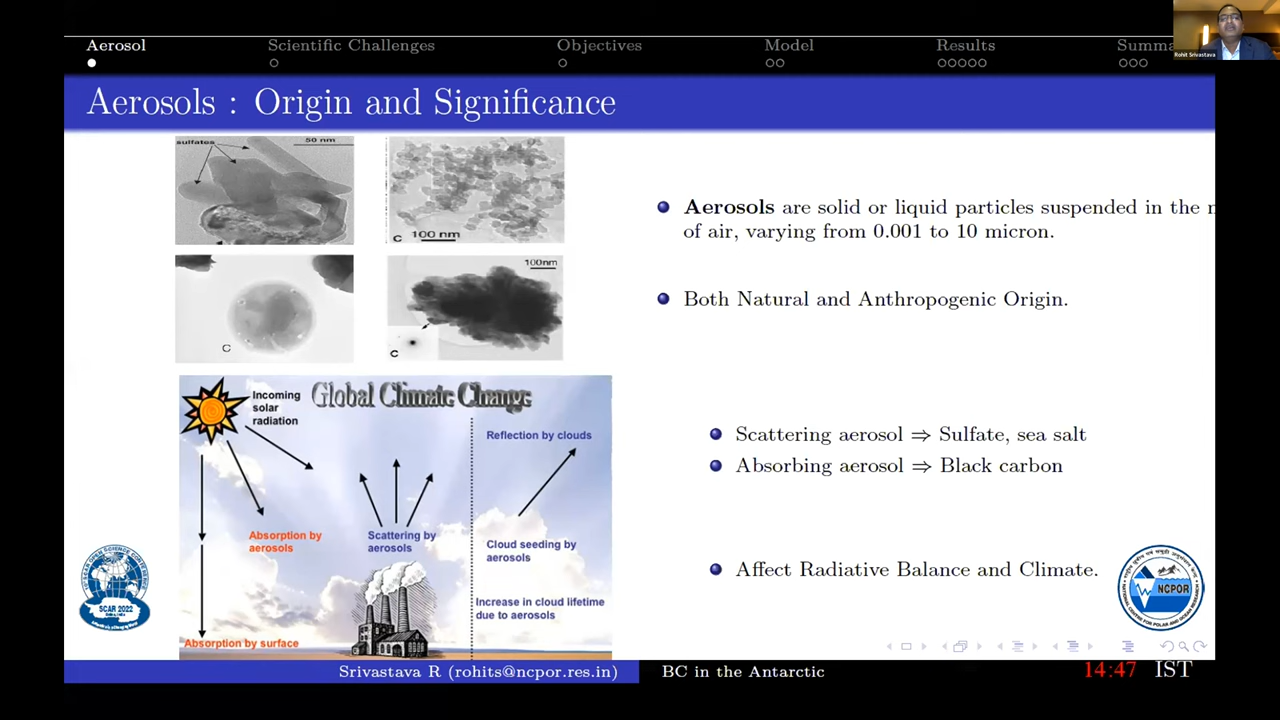 Aerosol Scientific Challenges Objectives Model Results Summa
Rohit Srivastava
Aerosols : Origin and Significance
sulfates 50 nm
C 100 nm
C
100nm
C
Aerosols are solid or liquid particles suspended in the
of air, varying from 0.001 to 10 micron.
Both Natural and Anthropogenic Origin.
Global Climate Change
Incoming
solar
radiation
Reflection by clouds
Absorption by
aerosols
Scattering by
aerosols
Cloud seeding by
aerosols
Increase in cloud lifetime
due to aerosols
Absorption by surface
Scattering aerosol ⇒ Sulfate, sea salt
Absorbing aerosol ⇒ Black carbon
Affect Radiative Balance and Climate.
SCAR 2022
NCPOR
Srivastava R (rohits@ncpor.res.in) BC in the Antarctic 14:47 IST